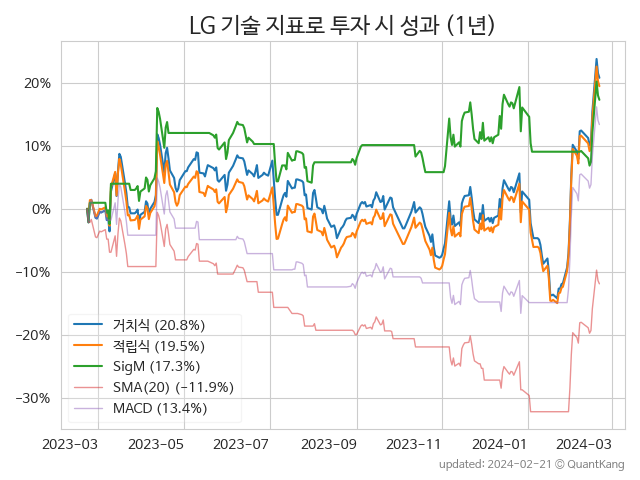 LG 기술 지표로 투자 시 성과 (1년)
20%
10%
0%
−10%
−20%
−30%
거치식 (20.8%)
적립식 (19.5%)
SigM (17.3%)
SMA(20) (−11.9%)
MACD (13.4%)
2023-03 2023-05 2023-07 2023-09 2023-11 2024-01 2024-03
updated: 2024-02-21 © QuantKang